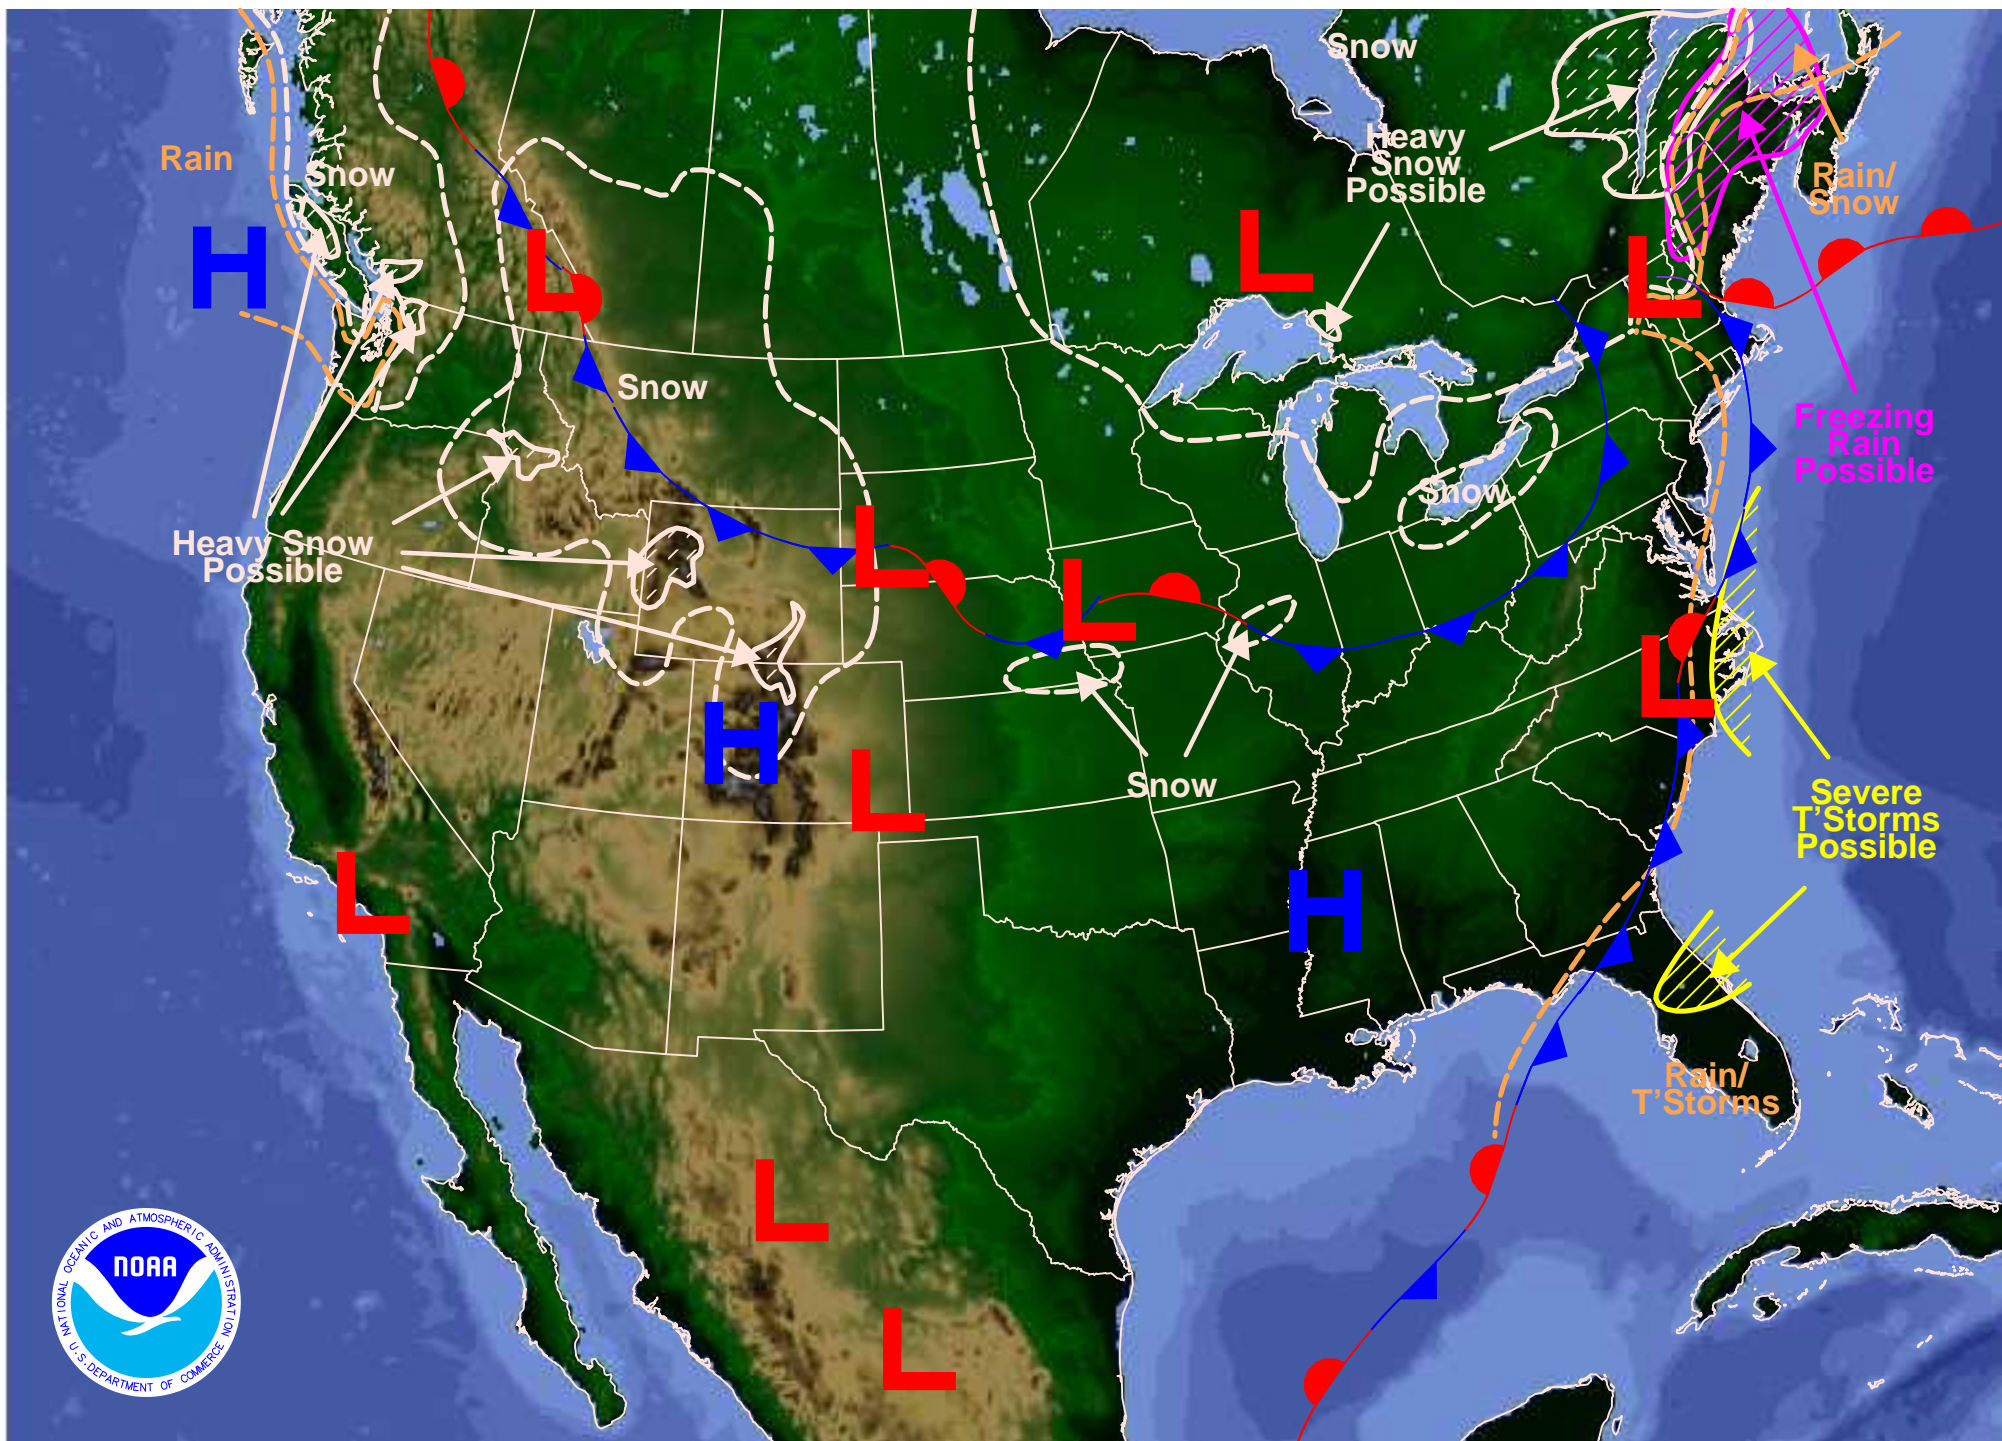 Snow
Heavy
Snow
Possible
Rain
Snow
Rain/
Snow
H
L
L
L
Snow
Freezing
Rain
Possible
Snow
Heavy Snow
Possible
L
L
L
H
Snow
L
Severe
T'Storms
Possible
L
H
Rain/
T'Storms
L
L
NATIONAL OCEANIC AND ATMOSPHERIC ADMINISTRATION
NOAA
U.S. DEPARTMENT OF COMMERCE